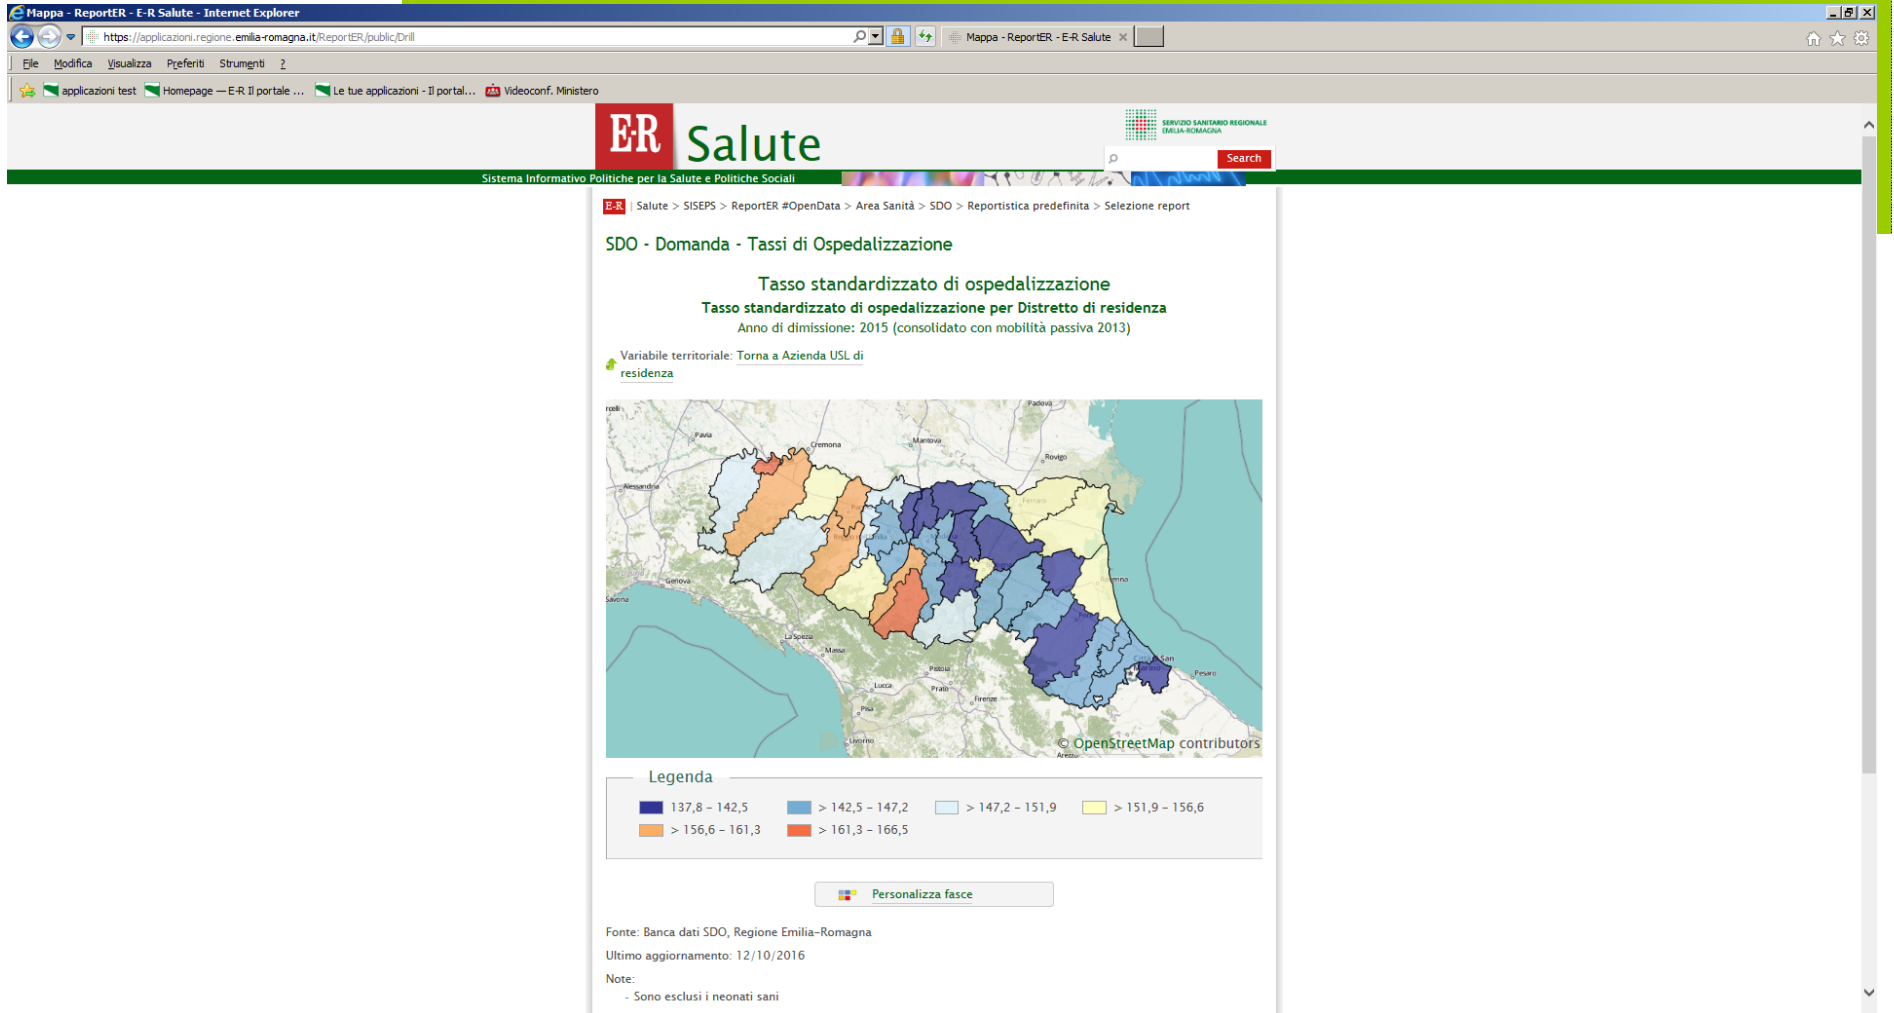 Mappa - ReportER - E-R Salute - Internet Explorer
https://applicazioni.regione.emilia-romagna.it/ReportER/public/Drill
Mappa - ReportER - E-R Salute
File Modifica Visualizza Preferiti Strumenti ?
applicazioni test Homepage — E-R Il portale ... Le tue applicazioni - Il portal... Videoconf. Ministero
E-R Salute
SERVIZIO SANITARIO REGIONALE
EMILIA-ROMAGNA
Search
Sistema Informativo Politiche per la Salute e Politiche Sociali
E-R | Salute > SISEPS > ReportER #OpenData > Area Sanità > SDO > Reportistica predefinita > Selezione report
SDO - Domanda - Tassi di Ospedalizzazione
Tasso standardizzato di ospedalizzazione
Tasso standardizzato di ospedalizzazione per Distretto di residenza
Anno di dimissione: 2015 (consolidato con mobilità passiva 2013)
Variabile territoriale: Torna a Azienda USL di
residenza
Padova
Pavia
Cremona
Mantova
Rovigo
Alessandria
Ferrara
Genova
Ravenna
Savona
La Spezia
Massa
San
Marino
Pistoia
Pesaro
Lucca
Prato
Firenze
Pisa
Livorno
© OpenStreetMap contributors
Legenda
137,8 - 142,5 > 142,5 - 147,2 > 147,2 - 151,9 > 151,9 - 156,6
> 156,6 - 161,3 > 161,3 - 166,5
Personalizza fasce
Fonte: Banca dati SDO, Regione Emilia-Romagna
Ultimo aggiornamento: 12/10/2016
Note:
- Sono esclusi i neonati sani